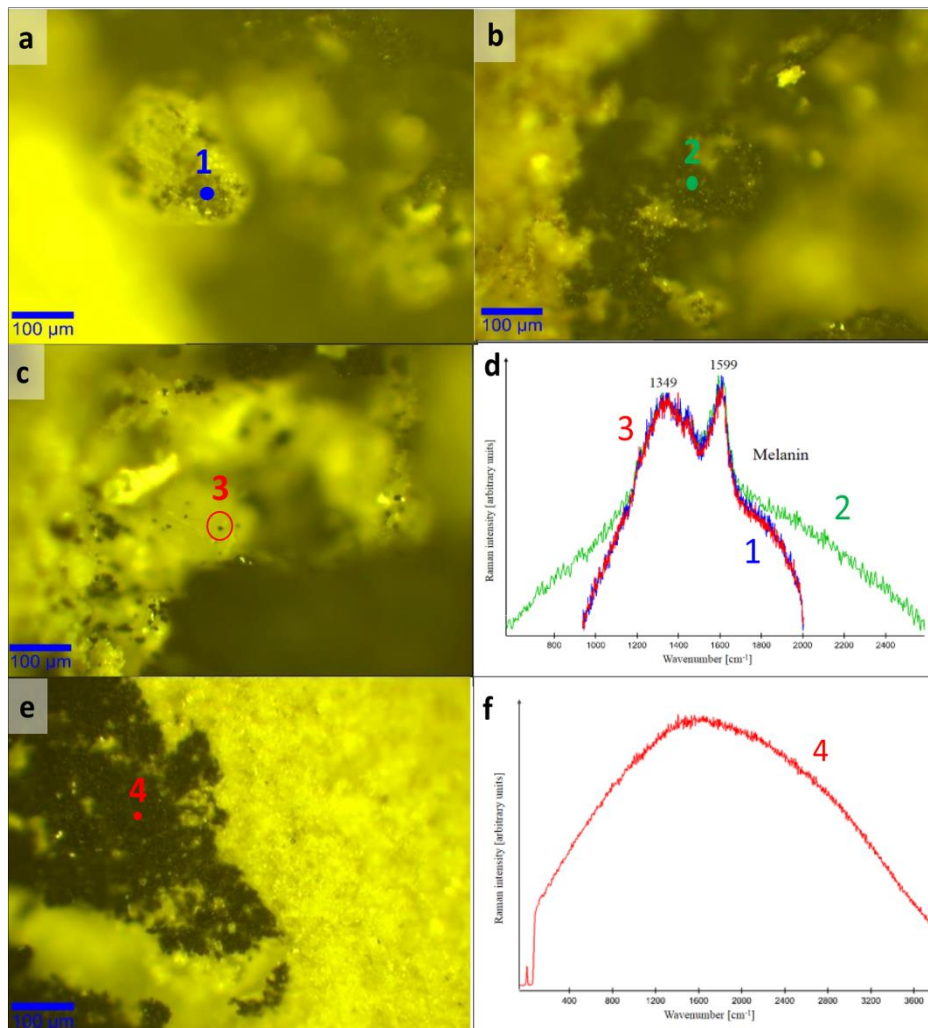 a
1
100 µm
b
2
100 µm
c
3
100 µm
d
1349
1599
3
Melanin
2
1
Raman intensity [arbitrary units]
800 1000 1200 1400 1600 1800 2000 2200 2400
Wavenumber [cm⁻¹]
e
4
100 µm
f
4
Raman intensity [arbitrary units]
400 800 1200 1600 2000 2400 2800 3200 3600
Wavenumber [cm⁻¹]